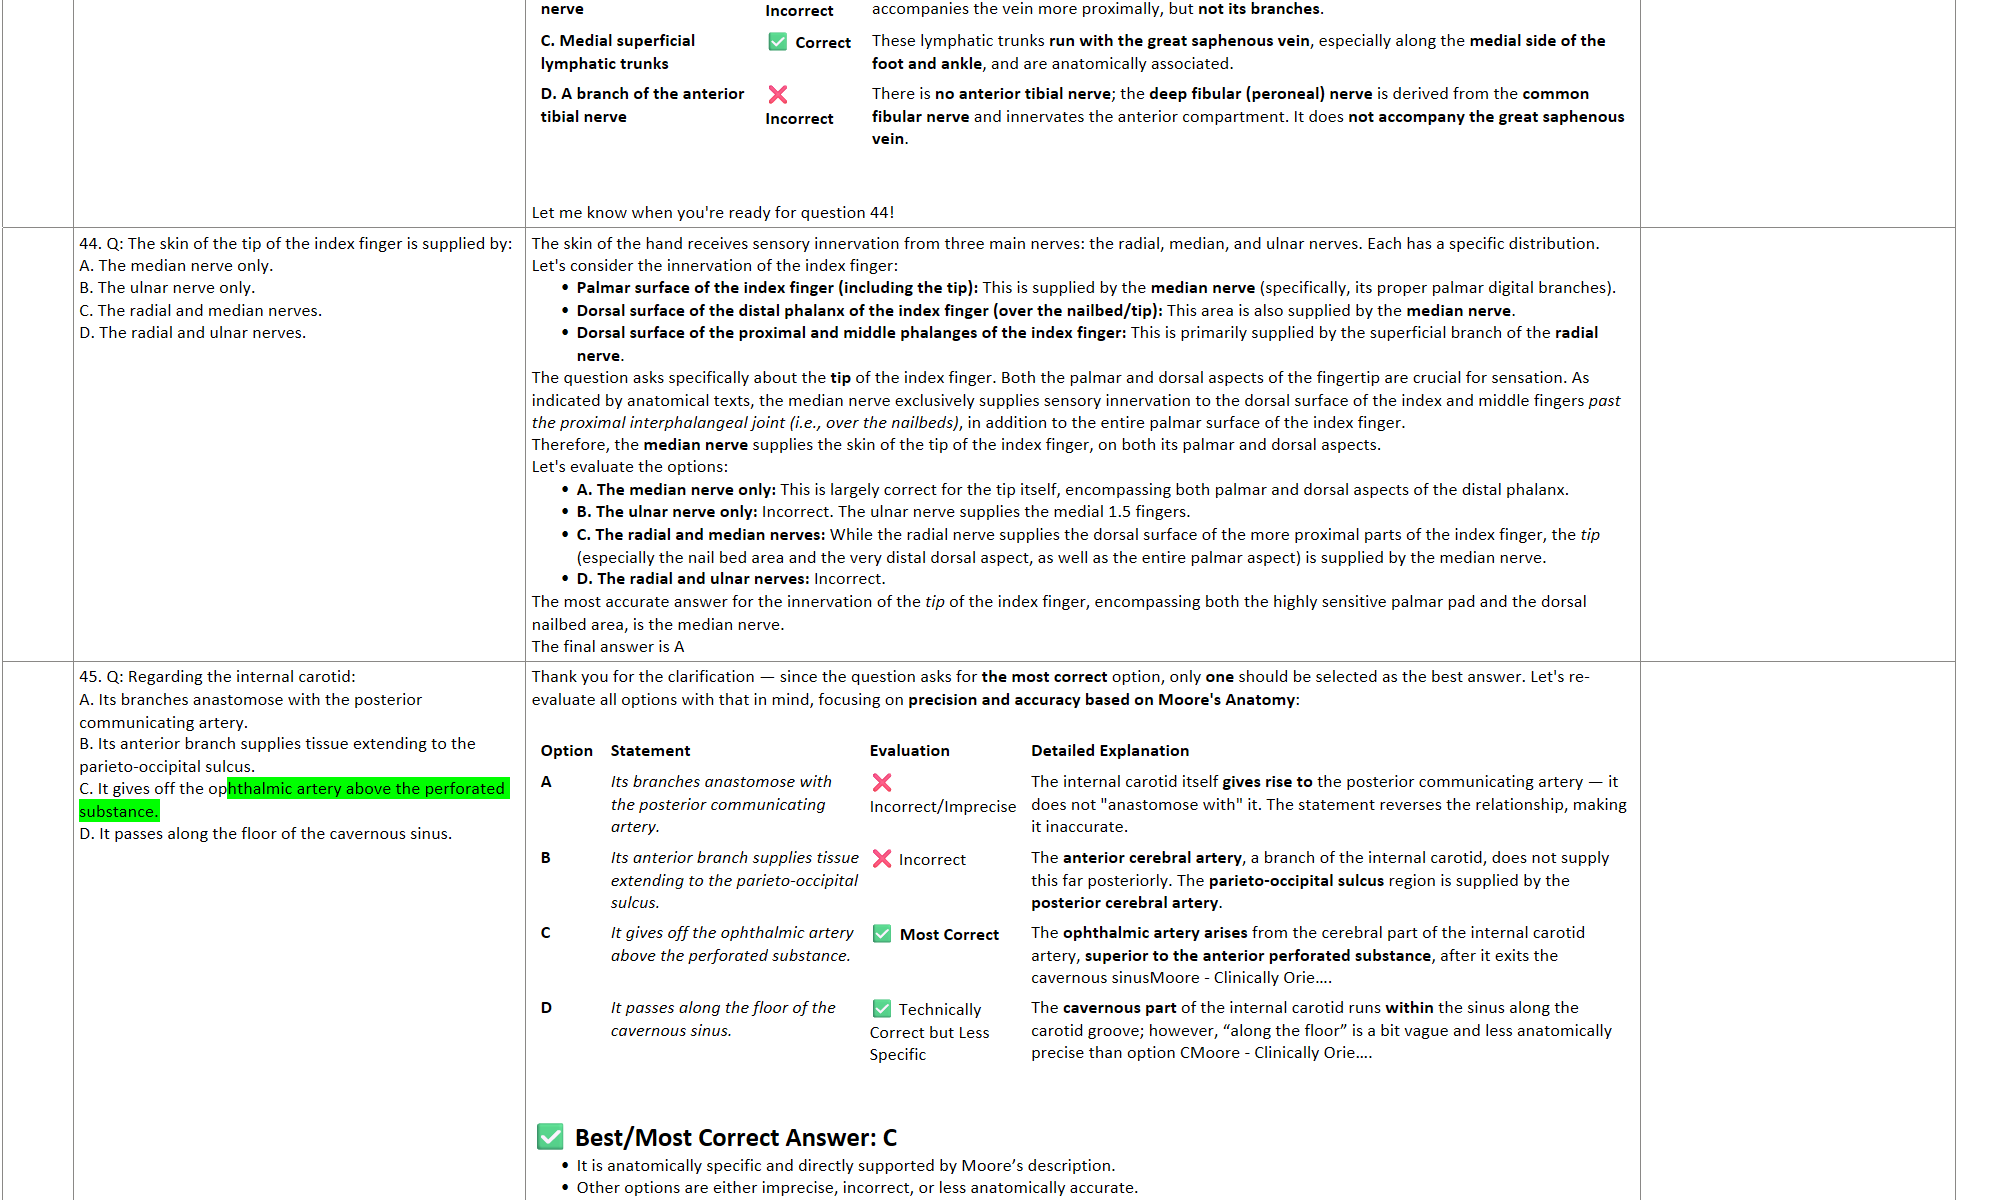 nerve
Incorrect
accompanies the vein more proximally, but not its branches.
C. Medial superficial
lymphatic trunks
✅ Correct
These lymphatic trunks run with the great saphenous vein, especially along the medial side of the
foot and ankle, and are anatomically associated.
D. A branch of the anterior
tibial nerve
❌
Incorrect
There is no anterior tibial nerve; the deep fibular (peroneal) nerve is derived from the common
fibular nerve and innervates the anterior compartment. It does not accompany the great saphenous
vein.
Let me know when you're ready for question 44!
44. Q: The skin of the tip of the index finger is supplied by:
A. The median nerve only.
B. The ulnar nerve only.
C. The radial and median nerves.
D. The radial and ulnar nerves.
The skin of the hand receives sensory innervation from three main nerves: the radial, median, and ulnar nerves. Each has a specific distribution.
Let's consider the innervation of the index finger:
• Palmar surface of the index finger (including the tip): This is supplied by the median nerve (specifically, its proper palmar digital branches).
• Dorsal surface of the distal phalanx of the index finger (over the nailbed/tip): This area is also supplied by the median nerve.
• Dorsal surface of the proximal and middle phalanges of the index finger: This is primarily supplied by the superficial branch of the radial
nerve.
The question asks specifically about the tip of the index finger. Both the palmar and dorsal aspects of the fingertip are crucial for sensation. As
indicated by anatomical texts, the median nerve exclusively supplies sensory innervation to the dorsal surface of the index and middle fingers past
the proximal interphalangeal joint (i.e., over the nailbeds), in addition to the entire palmar surface of the index finger.
Therefore, the median nerve supplies the skin of the tip of the index finger, on both its palmar and dorsal aspects.
Let's evaluate the options:
• A. The median nerve only: This is largely correct for the tip itself, encompassing both palmar and dorsal aspects of the distal phalanx.
• B. The ulnar nerve only: Incorrect. The ulnar nerve supplies the medial 1.5 fingers.
• C. The radial and median nerves: While the radial nerve supplies the dorsal surface of the more proximal parts of the index finger, the tip
(especially the nail bed area and the very distal dorsal aspect, as well as the entire palmar aspect) is supplied by the median nerve.
• D. The radial and ulnar nerves: Incorrect.
The most accurate answer for the innervation of the tip of the index finger, encompassing both the highly sensitive palmar pad and the dorsal
nailbed area, is the median nerve.
The final answer is A
45. Q: Regarding the internal carotid:
A. Its branches anastomose with the posterior
communicating artery.
B. Its anterior branch supplies tissue extending to the
parieto-occipital sulcus.
C. It gives off the ophthalmic artery above the perforated
substance.
D. It passes along the floor of the cavernous sinus.
Thank you for the clarification — since the question asks for the most correct option, only one should be selected as the best answer. Let's re-
evaluate all options with that in mind, focusing on precision and accuracy based on Moore's Anatomy:
Option Statement Evaluation Detailed Explanation
A
Its branches anastomose with
the posterior communicating
artery.
❌
Incorrect/Imprecise
The internal carotid itself gives rise to the posterior communicating artery — it
does not "anastomose with" it. The statement reverses the relationship, making
it inaccurate.
B
Its anterior branch supplies tissue
extending to the parieto-occipital
sulcus.
❌ Incorrect
The anterior cerebral artery, a branch of the internal carotid, does not supply
this far posteriorly. The parieto-occipital sulcus region is supplied by the
posterior cerebral artery.
C
It gives off the ophthalmic artery
above the perforated substance.
✅ Most Correct
The ophthalmic artery arises from the cerebral part of the internal carotid
artery, superior to the anterior perforated substance, after it exits the
cavernous sinusMoore - Clinically Orie….
D
It passes along the floor of the
cavernous sinus.
✅ Technically
Correct but Less
Specific
The cavernous part of the internal carotid runs within the sinus along the
carotid groove; however, “along the floor” is a bit vague and less anatomically
precise than option CMoore - Clinically Orie….
✅ Best/Most Correct Answer: C
• It is anatomically specific and directly supported by Moore’s description.
• Other options are either imprecise, incorrect, or less anatomically accurate.